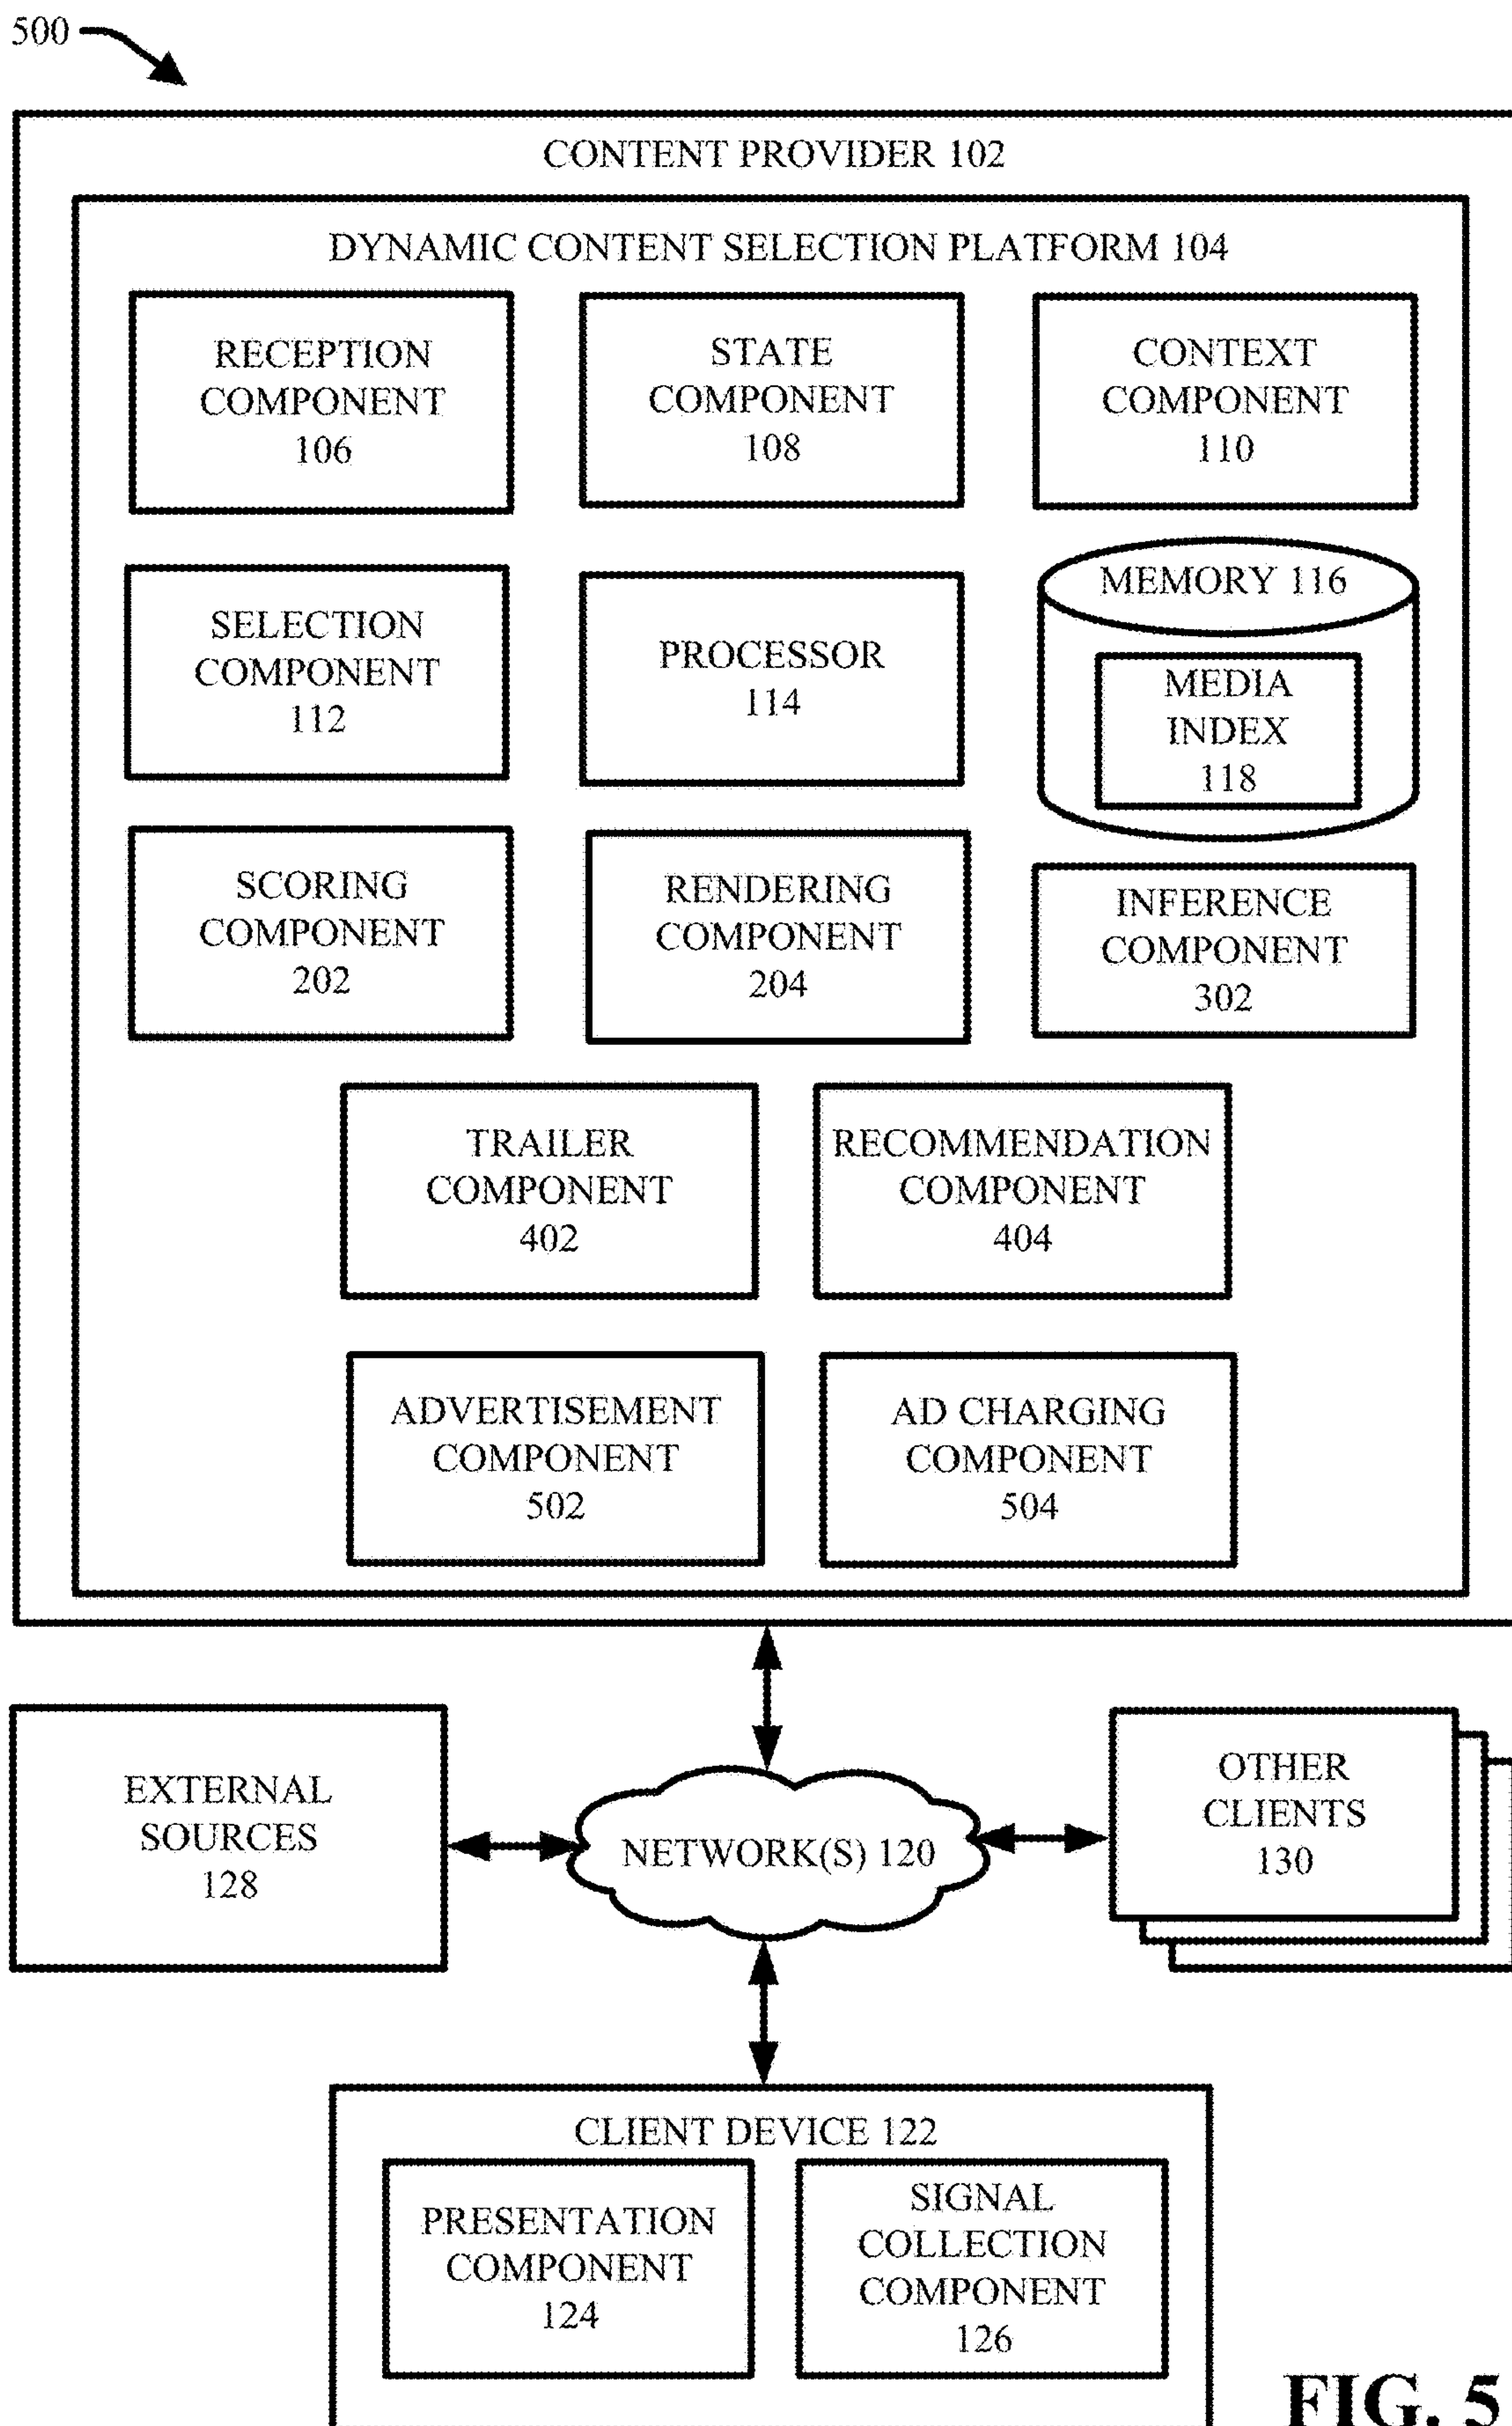 500
CONTENT PROVIDER 102
DYNAMIC CONTENT SELECTION PLATFORM 104
RECEPTION
COMPONENT
106
STATE
COMPONENT
108
CONTEXT
COMPONENT
110
SELECTION
COMPONENT
112
PROCESSOR
114
MEMORY 116
MEDIA
INDEX
118
SCORING
COMPONENT
202
RENDERING
COMPONENT
204
INFERENCE
COMPONENT
302
TRAILER
COMPONENT
402
RECOMMENDATION
COMPONENT
404
ADVERTISEMENT
COMPONENT
502
AD CHARGING
COMPONENT
504
EXTERNAL
SOURCES
128
NETWORK(S) 120
OTHER
CLIENTS
130
CLIENT DEVICE 122
PRESENTATION
COMPONENT
124
SIGNAL
COLLECTION
COMPONENT
126
FIG. 5